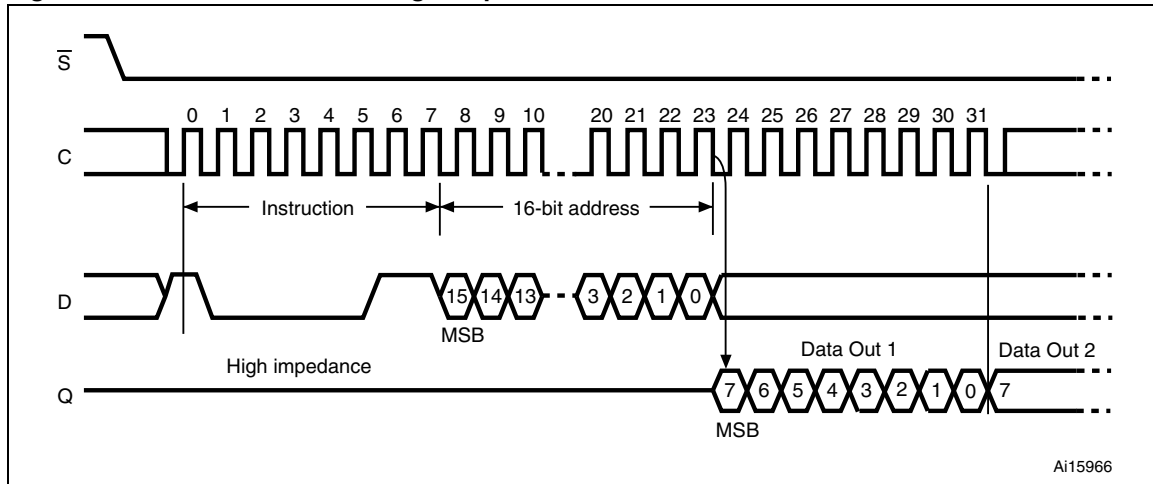 S
0 1 2 3 4 5 6 7 8 9 10 20 21 22 23 24 25 26 27 28 29 30 31
C
Instruction 16-bit address
D
15 14 13 3 2 1 0
MSB
High impedance
Data Out 1 Data Out 2
Q
7 6 5 4 3 2 1 0 7
MSB
Ai15966